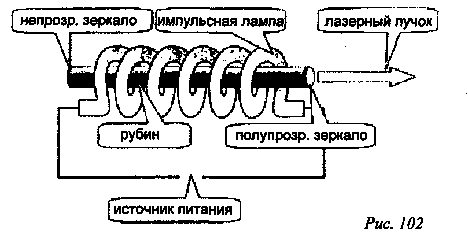 непрозр. зеркало
импульсная лампа
лазерный лучок
рубин
полупрозр. зеркало
источник питания
Рис. 102